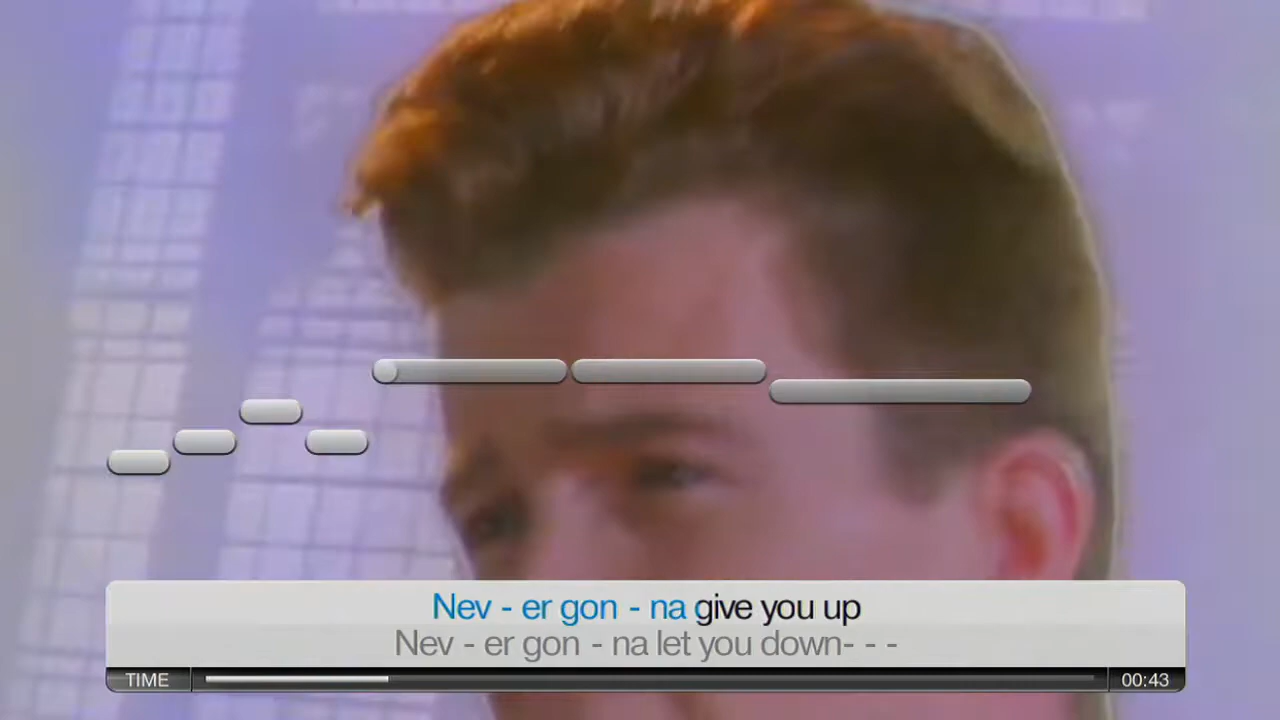 Nev - er gon - na give you up
Nev - er gon - na let you down- - -
TIME 00:43